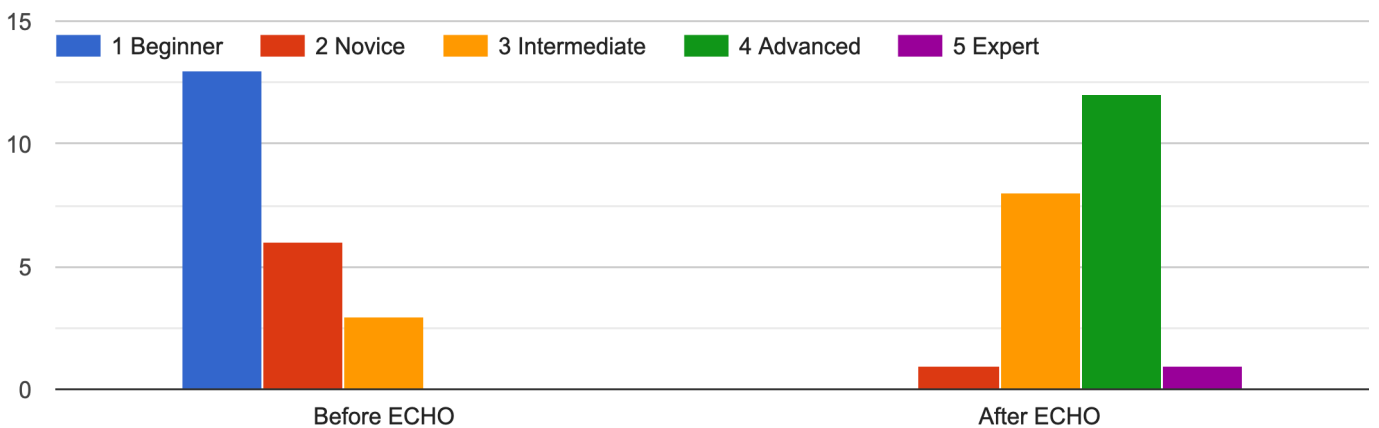 15
1 Beginner 2 Novice 3 Intermediate 4 Advanced 5 Expert
10
5
0
Before ECHO After ECHO